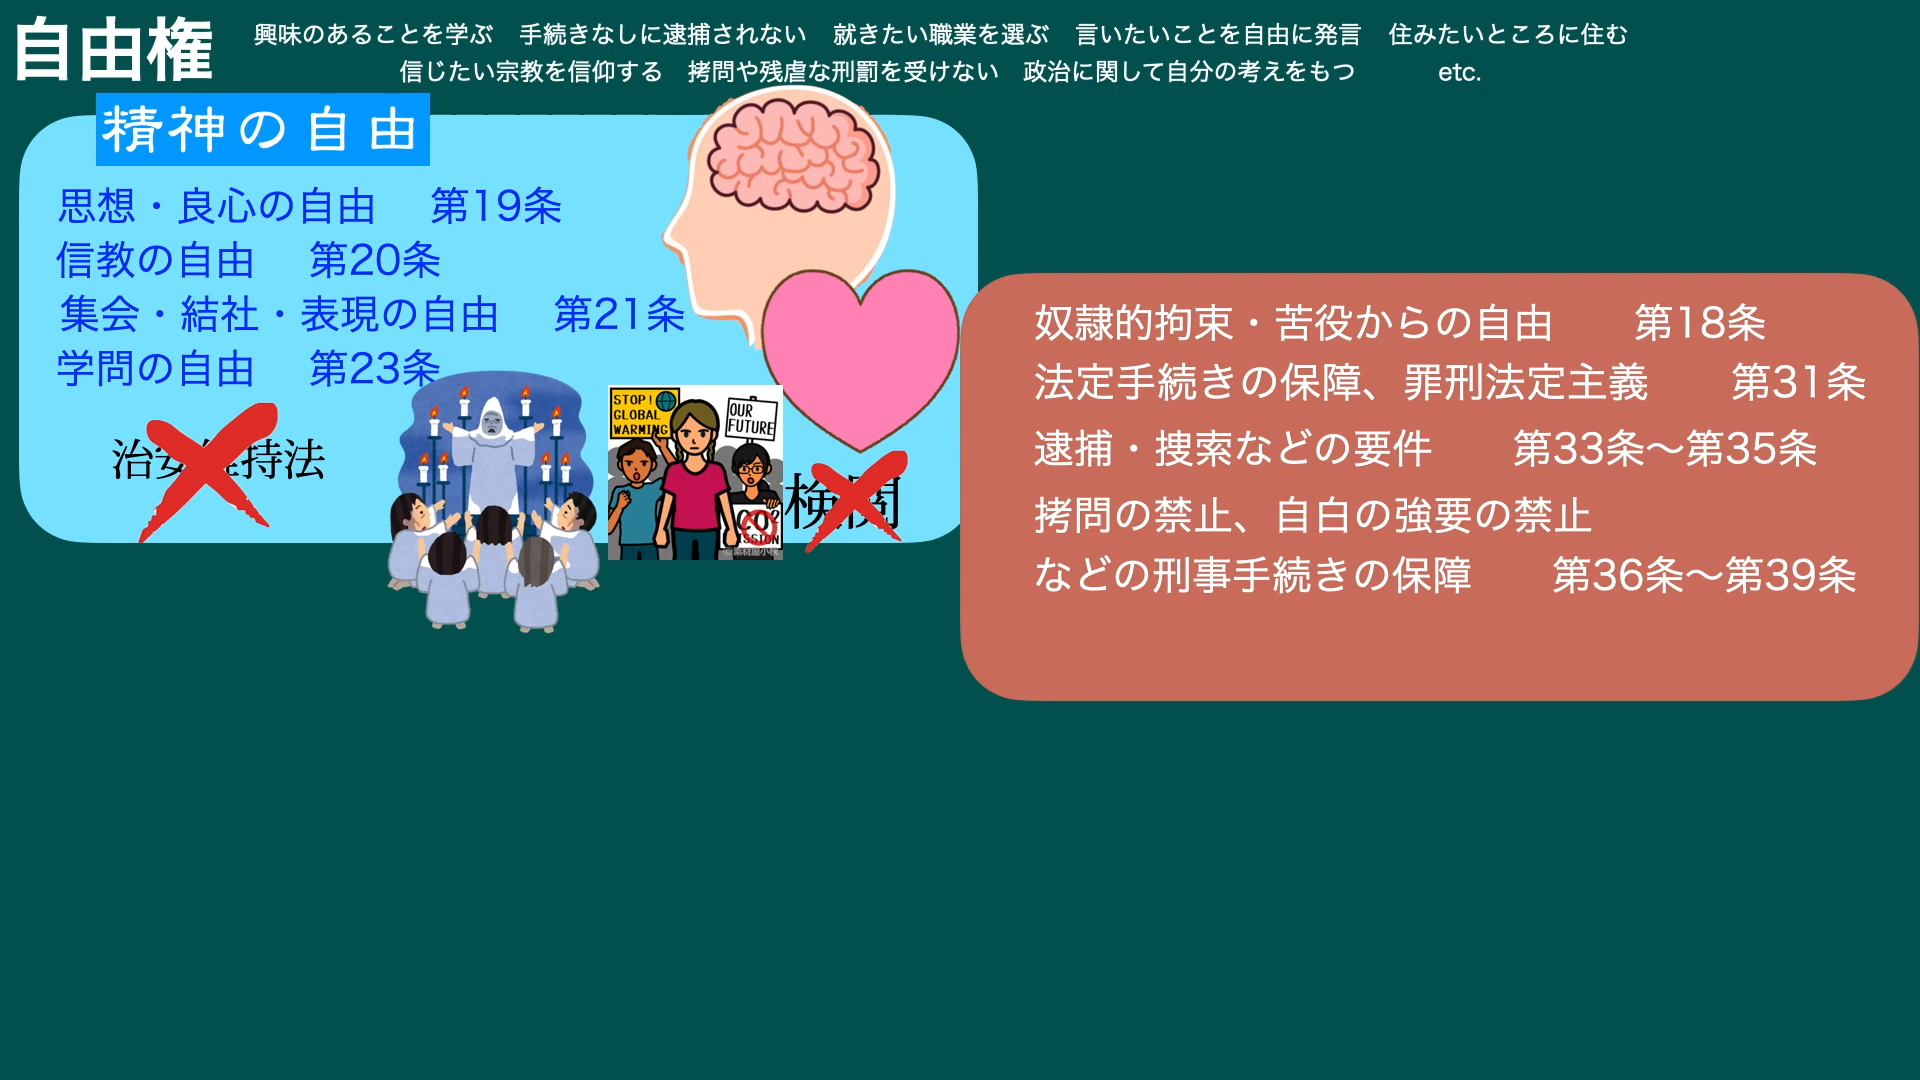 自由権
興味のあることを学ぶ 手続きなしに逮捕されない 就きたい職業を選ぶ 言いたいことを自由に発言 住みたいところに住む
信じたい宗教を信仰する 拷問や残虐な刑罰を受けない 政治に関して自分の考えをもつ etc.
精神の自由
思想・良心の自由 第19条
信教の自由 第20条
集会・結社・表現の自由 第21条
学問の自由 第23条
治安維持法
STOP!
GLOBAL
WARMING
OUR
FUTURE
CO2
SSION
©素材屋小秋
検閲
奴隷的拘束・苦役からの自由 第18条
法定手続きの保障、罪刑法定主義 第31条
逮捕・捜索などの要件 第33条〜第35条
拷問の禁止、自白の強要の禁止
などの刑事手続きの保障 第36条〜第39条